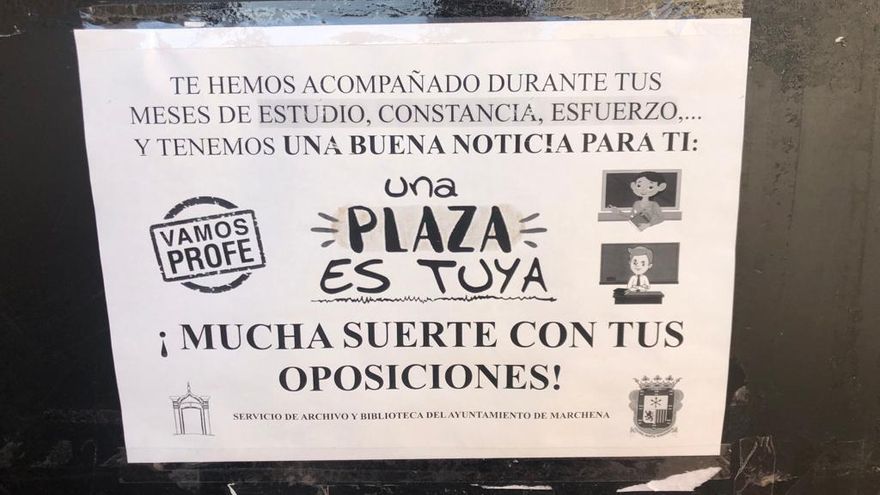 TE HEMOS ACOMPAÑADO DURANTE TUS
MESES DE ESTUDIO, CONSTANCIA, ESFUERZO,...
Y TENEMOS UNA BUENA NOTICIA PARA TI:
una
PLAZA
ES TUYA
VAMOS
PROFE
¡ MUCHA SUERTE CON TUS
OPOSICIONES!
SERVICIO DE ARCHIVO Y BIBLIOTECA DEL AYUNTAMIENTO DE MARCHENA